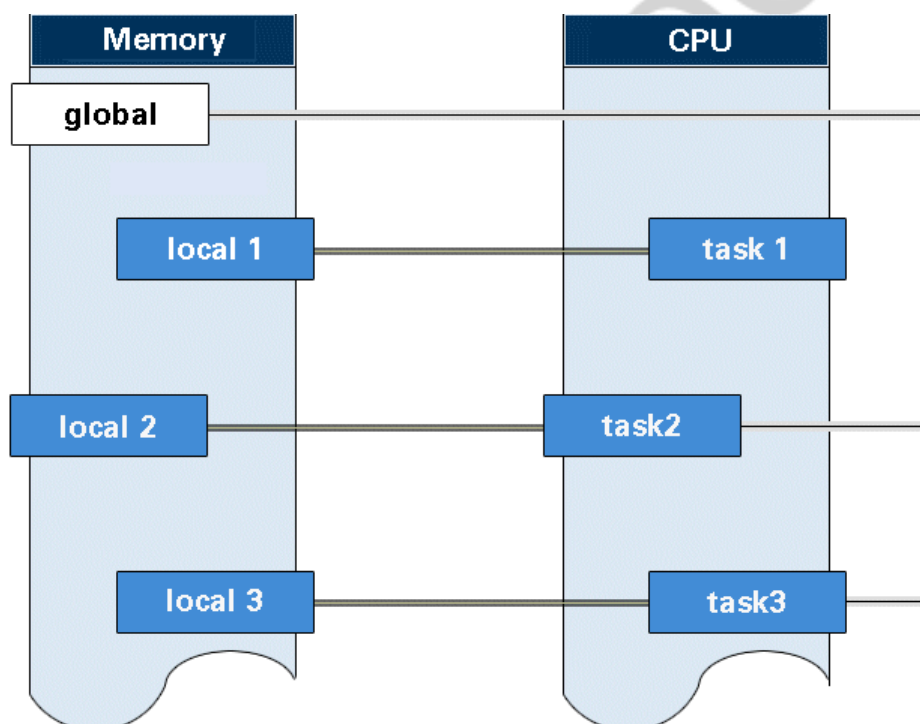 Memory
CPU
global
local 1
task 1
local 2
task2
local 3
task3